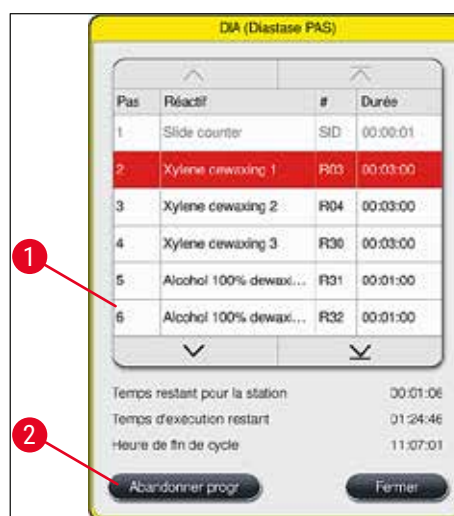 DIA (Diastase PAS)
Pas Réactif # Durée
1 Slide counter SID 00:00:01
2 Xylene cewaxing 1 R03 00:03:00
3 Xylene cewaxing 2 R04 00:03:00
4 Xylene cewaxing 3 R30 00:03:00
5 Alcohol 100% dewaxi... R31 00:01:00
1
6 Alcohol 100% dewaxi... R32 00:01:00
Temps restant pour la station 00:01:06
Temps d'exécution restant 01:24:46
2
Heure de fin de cycle 11:07:01
Abandonner progr Fermer